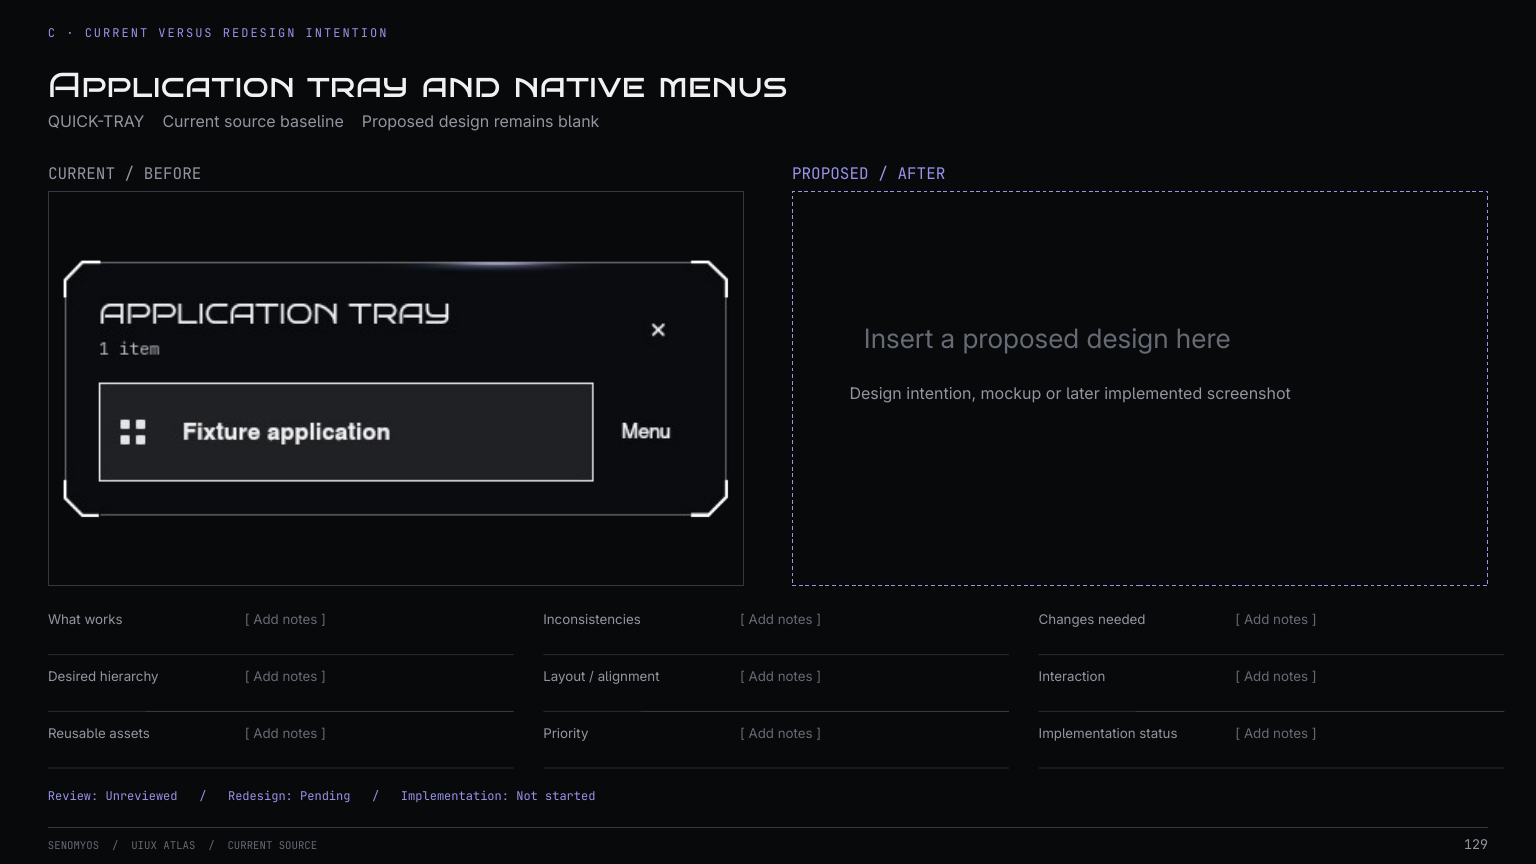 C · CURRENT VERSUS REDESIGN INTENTION
Application tray and native menus
QUICK-TRAY Current source baseline Proposed design remains blank
CURRENT / BEFORE
APPLICATION TRAY
1 item
×
Fixture application
Menu
PROPOSED / AFTER
Insert a proposed design here
Design intention, mockup or later implemented screenshot
What works [ Add notes ]
Inconsistencies [ Add notes ]
Changes needed [ Add notes ]
Desired hierarchy [ Add notes ]
Layout / alignment [ Add notes ]
Interaction [ Add notes ]
Reusable assets [ Add notes ]
Priority [ Add notes ]
Implementation status [ Add notes ]
Review: Unreviewed / Redesign: Pending / Implementation: Not started
SENOMYOS / UIUX ATLAS / CURRENT SOURCE
129